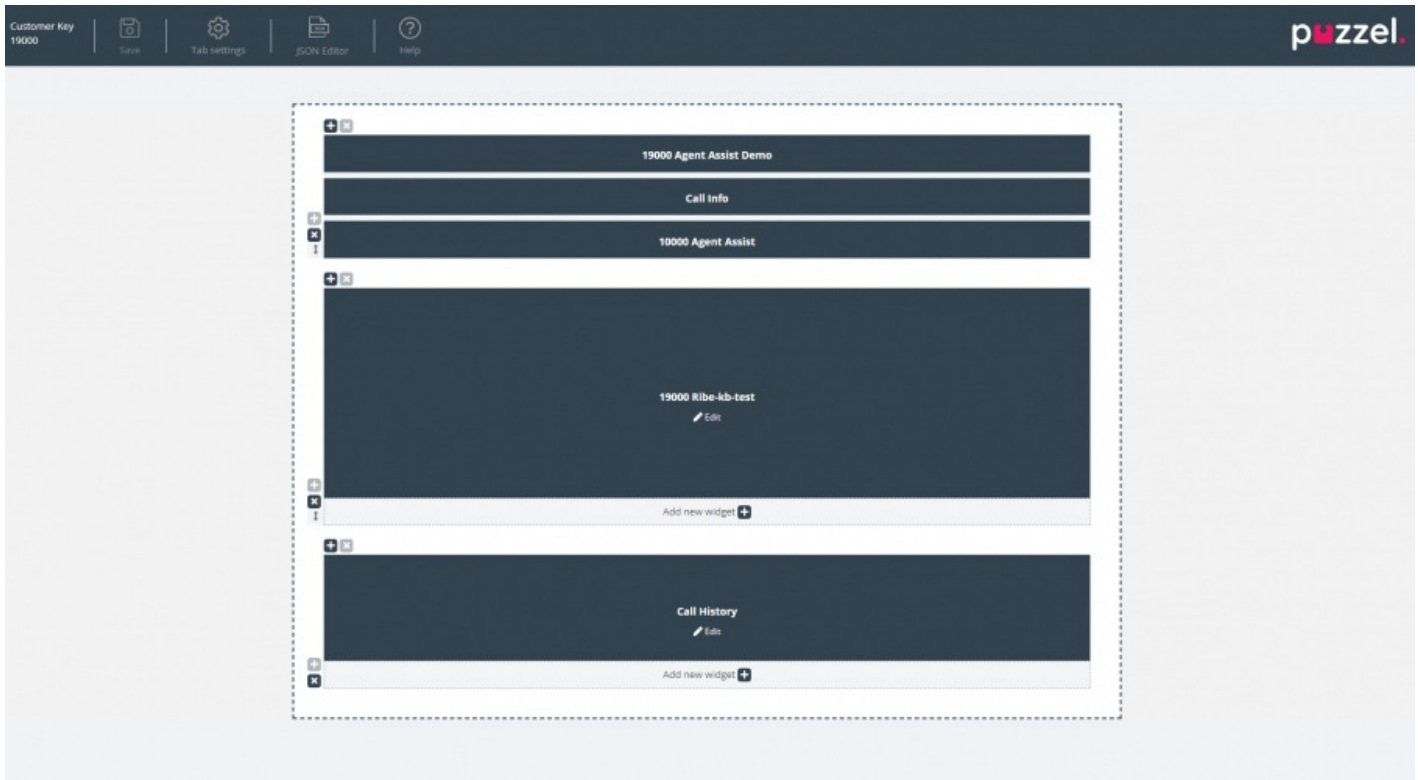 Customer Key
19000
Save
Tab settings
JSON Editor
Help
puzzel.
19000 Agent Assist Demo
Call Info
10000 Agent Assist
19000 Ribe-kb-test
Edit
Add new widget
Call History
Edit
Add new widget